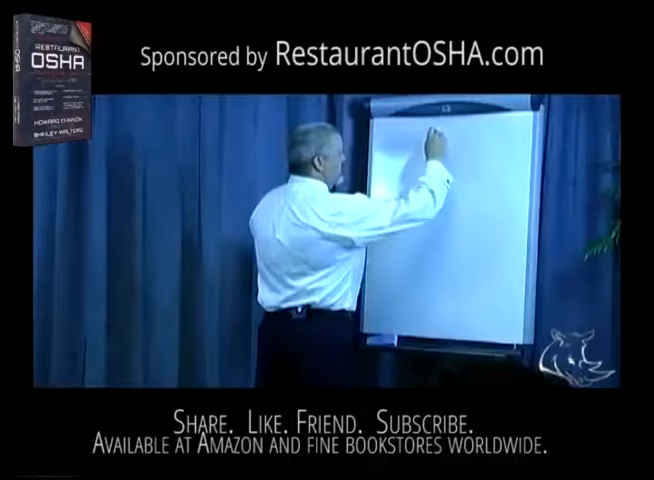 Sponsored by RestaurantOSHA.com
RESTAURANT
OSHA
HOWARD CANNON
SHIRLEY WALTERS
SHARE. LIKE. FRIEND. SUBSCRIBE.
AVAILABLE AT AMAZON AND FINE BOOKSTORES WORLDWIDE.